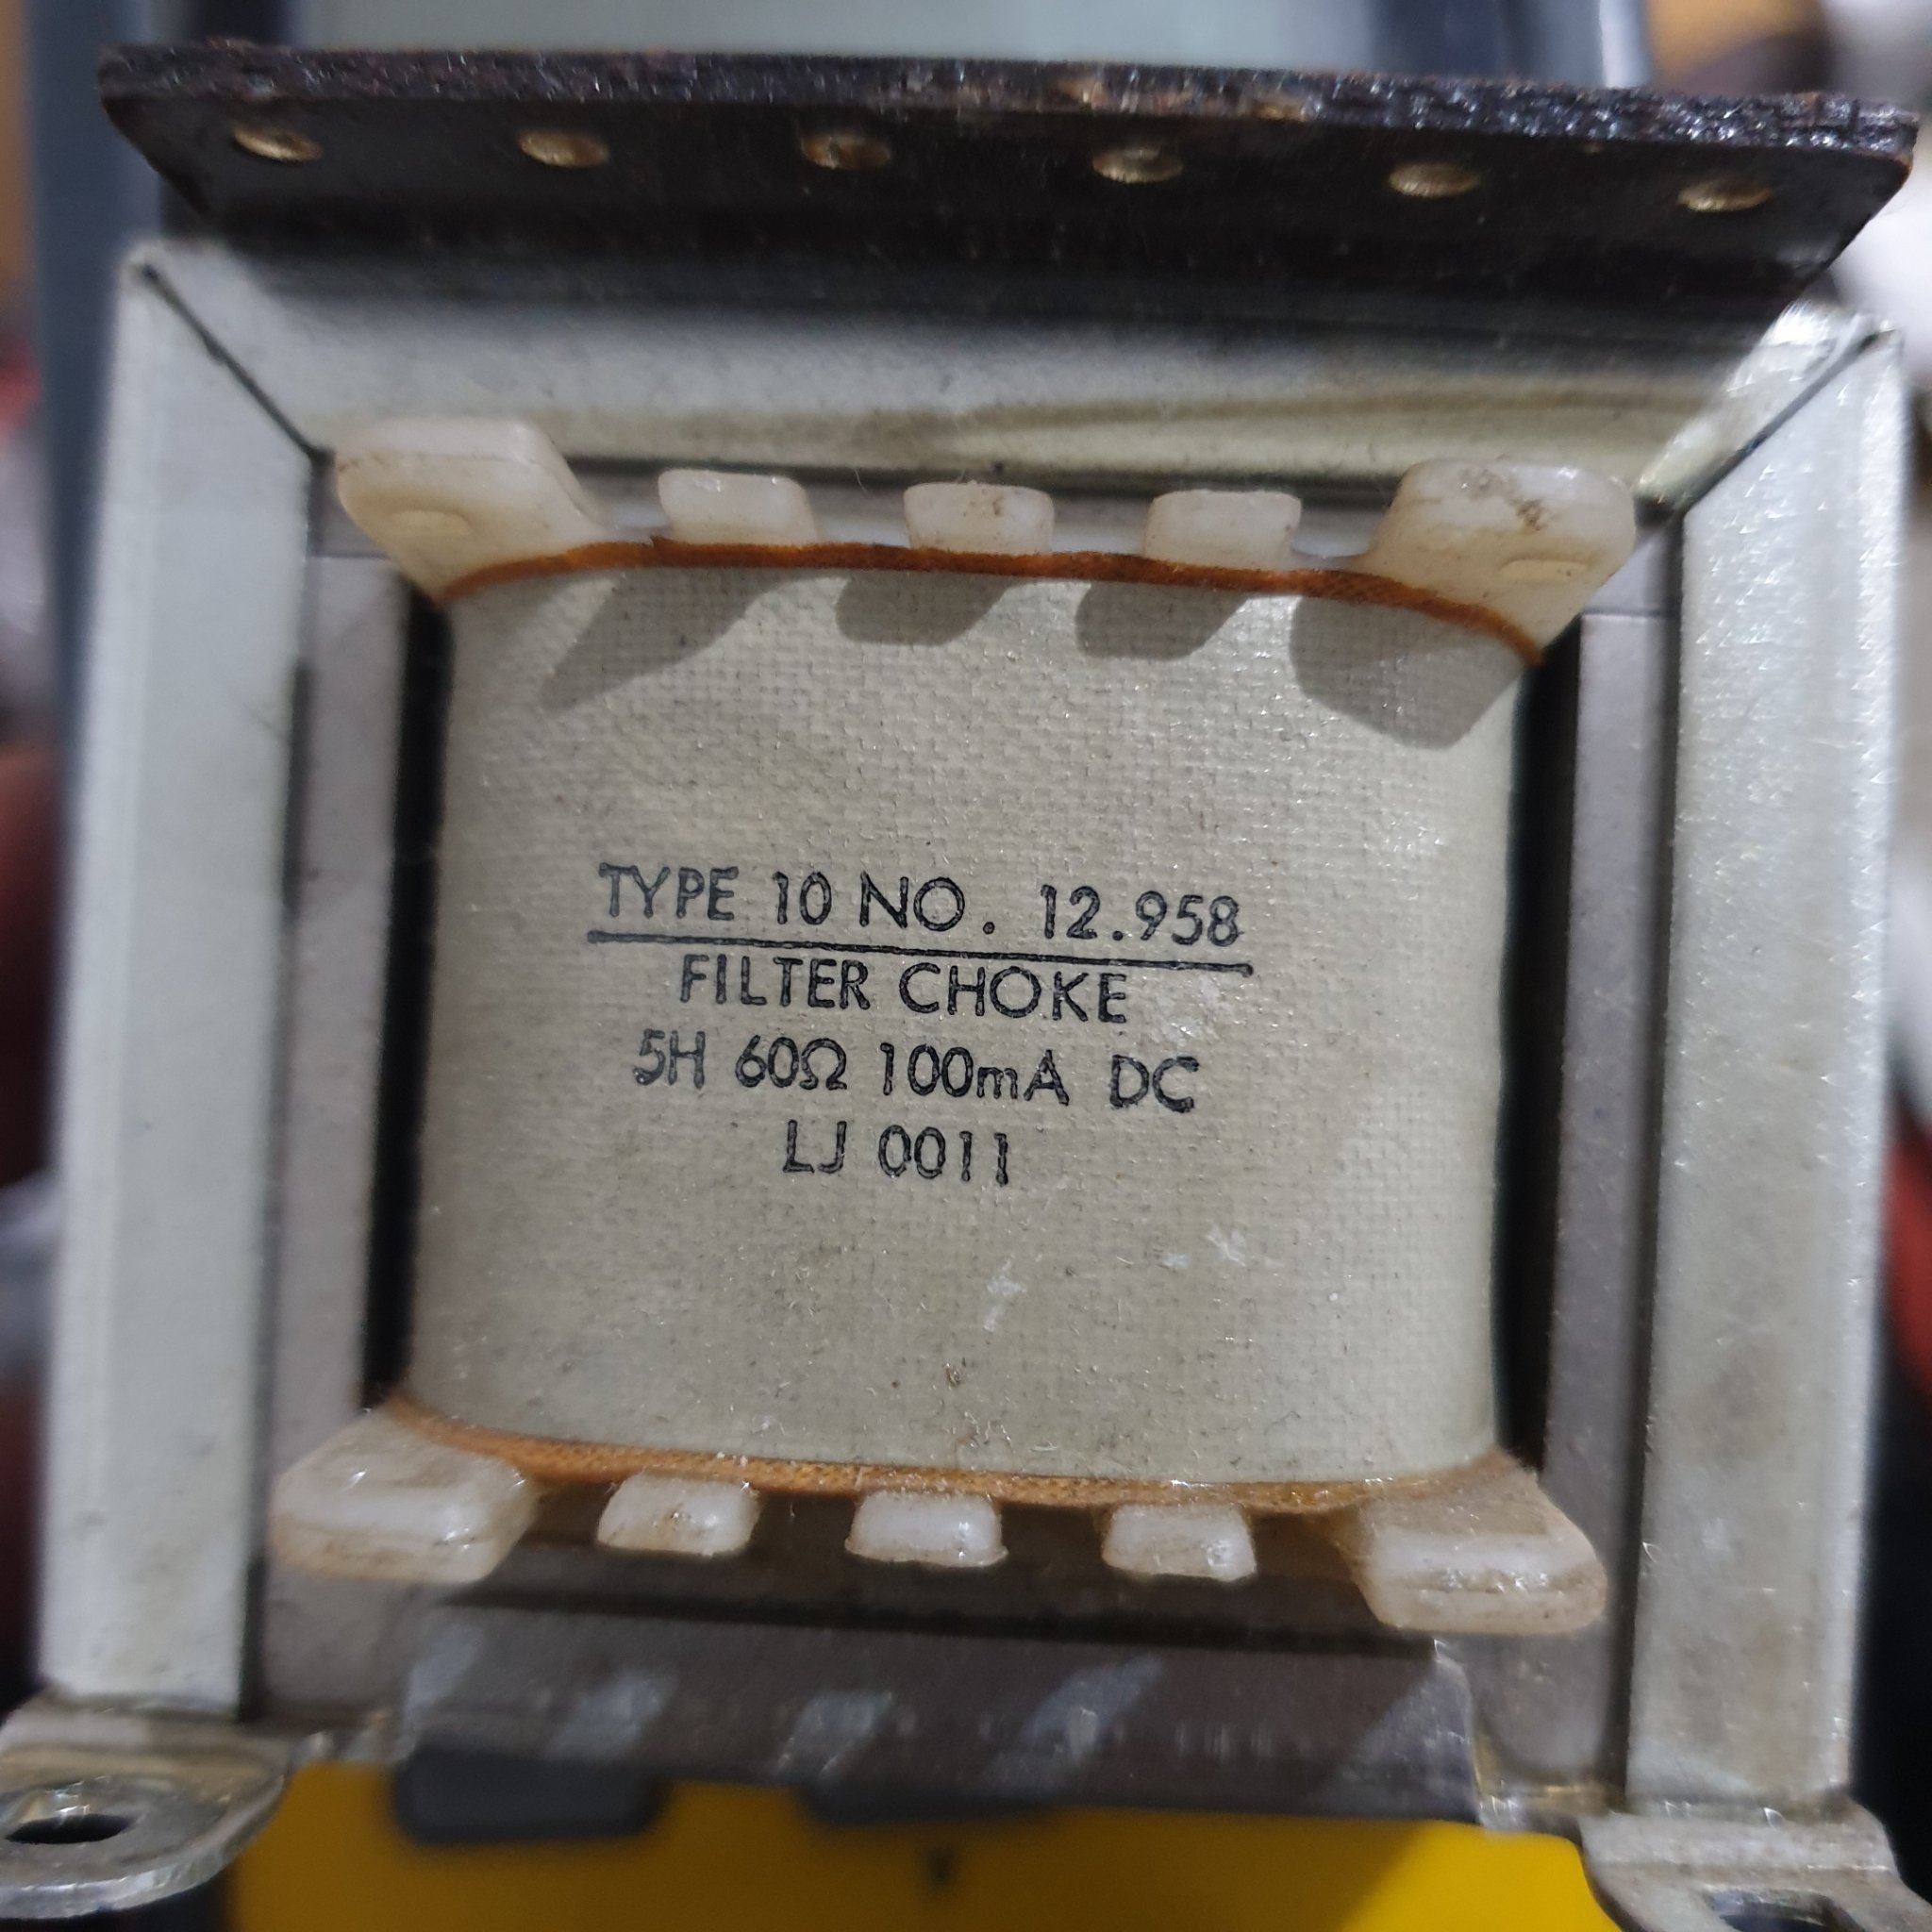 TYPE 10 NO. 12.958
FILTER CHOKE
5H 60Ω 100mA DC
LJ 0011